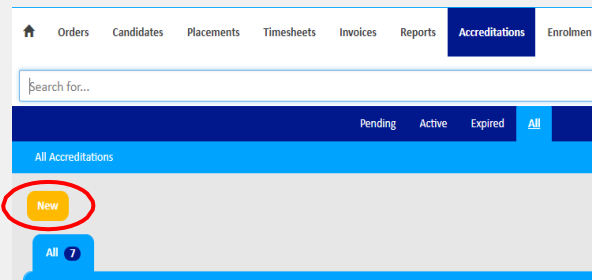 Orders Candidates Placements Timesheets Invoices Reports Accreditations
Search for...
Pending Active Expired All
All Accreditations
New
All 7